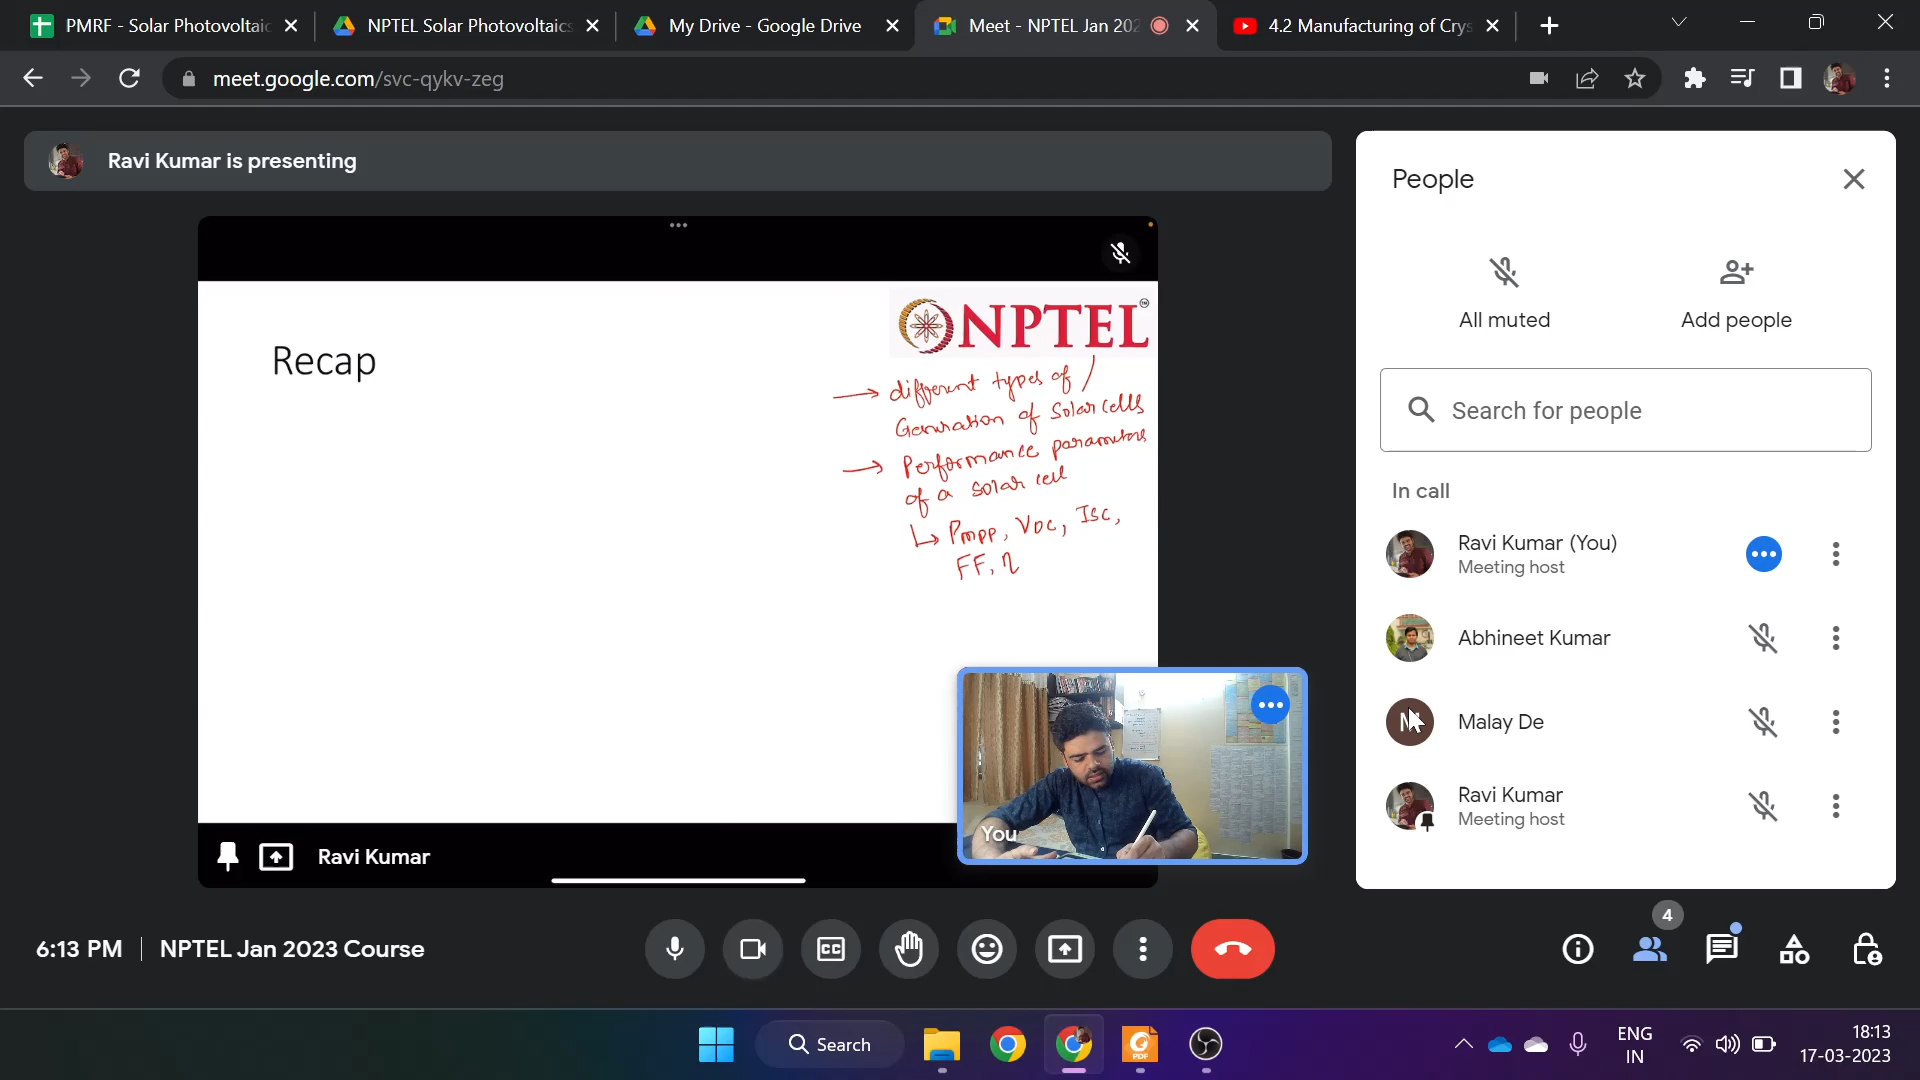 PMRF - Solar Photovoltaic
NPTEL Solar Photovoltaics
My Drive - Google Drive
Meet - NPTEL Jan 202
4.2 Manufacturing of Crys
meet.google.com/svc-qykv-zeg
Ravi Kumar is presenting
Recap
NPTEL
TM
→ different types of /
Generation of Solar cells
→ Performance parameters
of a solar cell
↳ Pmpp, Voc, Isc,
FF, η
You
Ravi Kumar
People
All muted
Add people
Search for people
In call
Ravi Kumar (You)
Meeting host
Abhineet Kumar
Malay De
Ravi Kumar
Meeting host
6:13 PM | NPTEL Jan 2023 Course
CC
4
Search
PDF
ENG
IN
18:13
17-03-2023